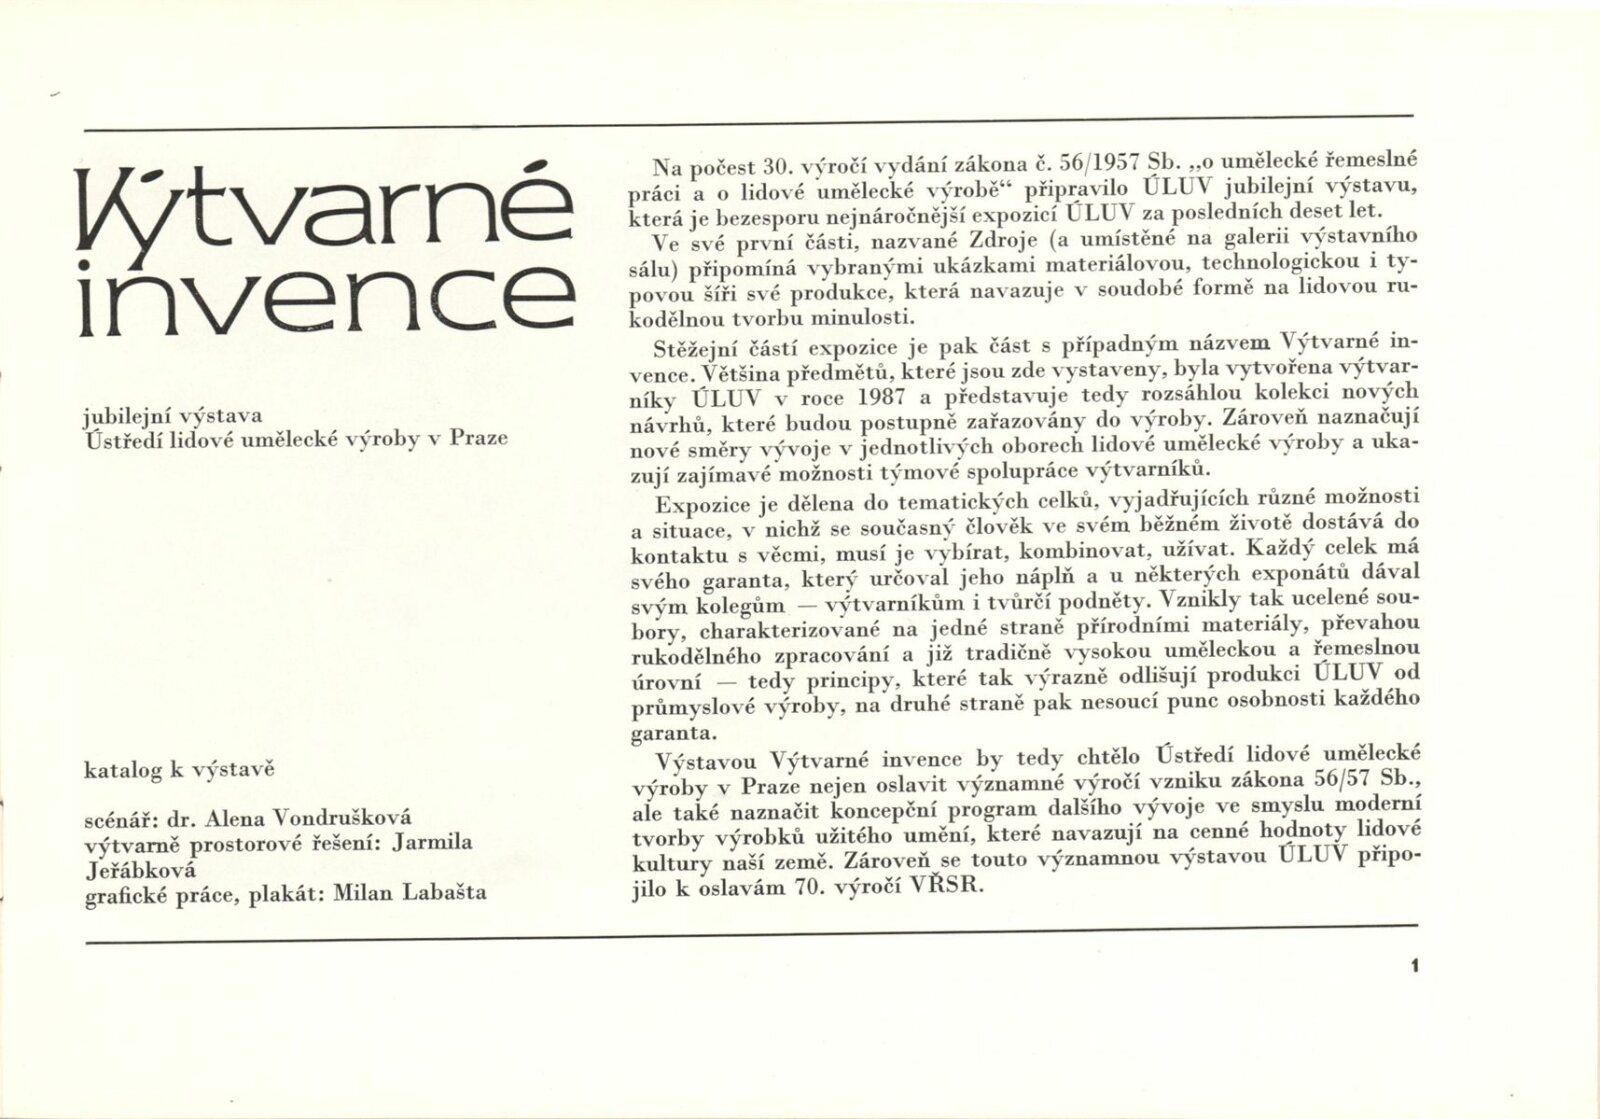 Výtvarné
invence
jubilejní výstava
Ústředí lidové umělecké výroby v Praze
katalog k výstavě
scénář: dr. Alena Vondrušková
výtvarně prostorové řešení: Jarmila
Jeřábková
grafické práce, plakát: Milan Labašta
Na počest 30. výročí vydání zákona č. 56/1957 Sb. „o umělecké řemeslné
práci a o lidové umělecké výrobě“ připravilo ÚLUV jubilejní výstavu,
která je bezesporu nejnáročnější expozicí ÚLUV za posledních deset let.
Ve své první části, nazvané Zdroje (a umístěné na galerii výstavního
sálu) připomíná vybranými ukázkami materiálovou, technologickou i ty-
povou šíři své produkce, která navazuje v soudobé formě na lidovou ru-
kodělnou tvorbu minulosti.
Stěžejní částí expozice je pak část s případným názvem Výtvarné in-
vence. Většina předmětů, které jsou zde vystaveny, byla vytvořena výtvar-
níky ÚLUV v roce 1987 a představuje tedy rozsáhlou kolekci nových
návrhů, které budou postupně zařazovány do výroby. Zároveň naznačují
nové směry vývoje v jednotlivých oborech lidové umělecké výroby a uka-
zují zajímavé možnosti týmové spolupráce výtvarníků.
Expozice je dělena do tematických celků, vyjadřujících různé možnosti
a situace, v nichž se současný člověk ve svém běžném životě dostává do
kontaktu s věcmi, musí je vybírat, kombinovat, užívat. Každý celek má
svého garanta, který určoval jeho náplň a u některých exponátů dával
svým kolegům — výtvarníkům i tvůrčí podněty. Vznikly tak ucelené sou-
bory, charakterizované na jedné straně přírodními materiály, převahou
rukodělného zpracování a již tradičně vysokou uměleckou a řemeslnou
úrovní — tedy principy, které tak výrazně odlišují produkci ÚLUV od
průmyslové výroby, na druhé straně pak nesoucí punc osobnosti každého
garanta.
Výstavou Výtvarné invence by tedy chtělo Ústředí lidové umělecké
výroby v Praze nejen oslavit významné výročí vzniku zákona 56/57 Sb.,
ale také naznačit koncepční program dalšího vývoje ve smyslu moderní
tvorby výrobků užitého umění, které navazují na cenné hodnoty lidové
kultury naší země. Zároveň se touto významnou výstavou ÚLUV připo-
jilo k oslavám 70. výročí VŘSR.
1